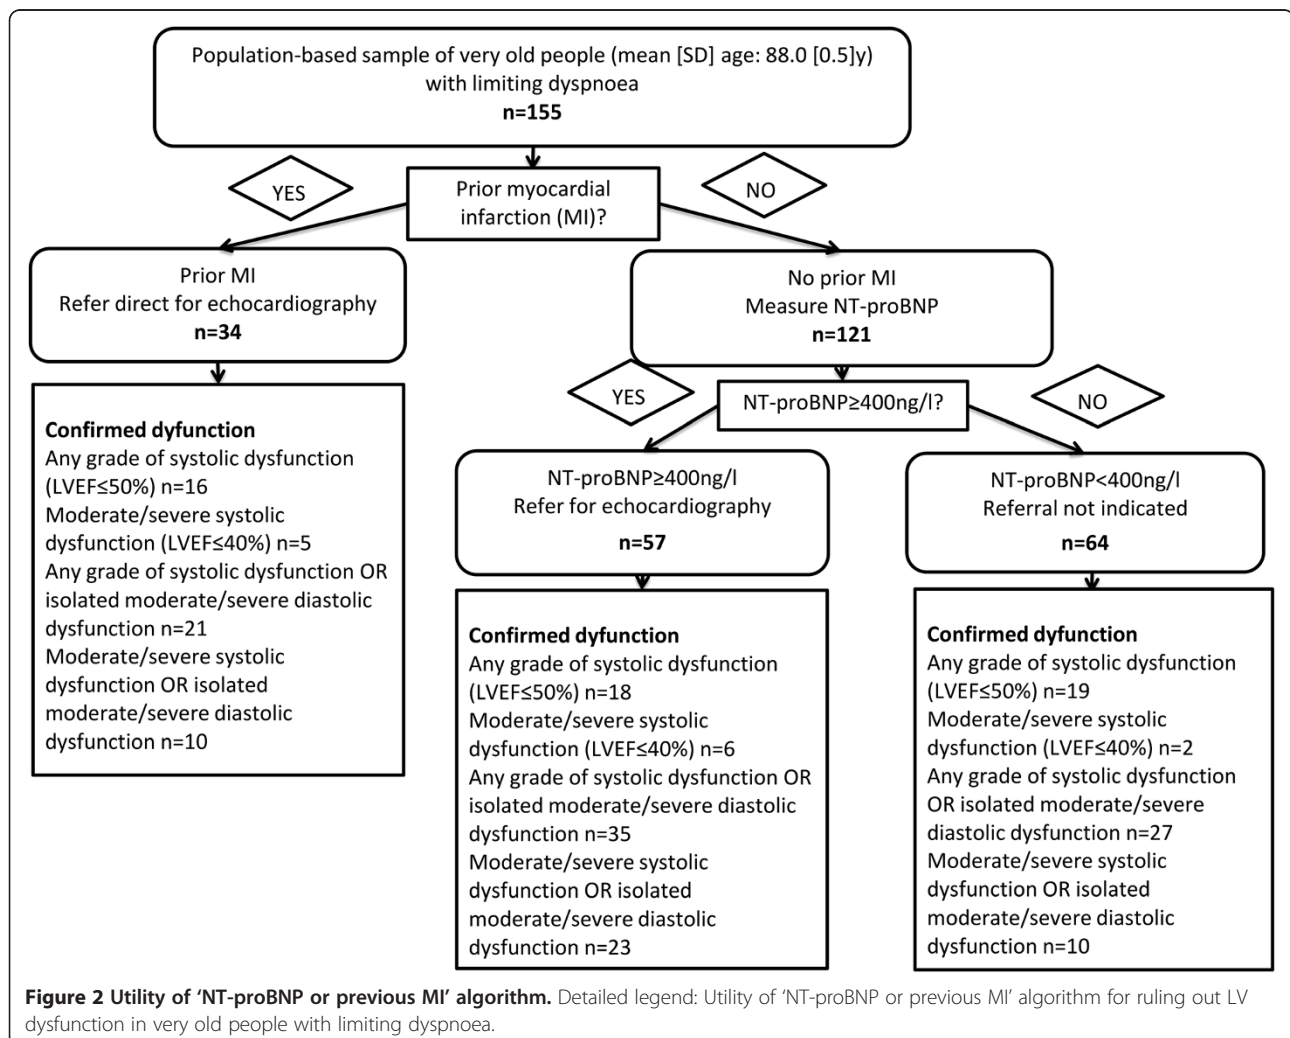 Population-based sample of very old people (mean [SD] age: 88.0 [0.5]y)
with limiting dyspnoea
n=155
YES
Prior myocardial
infarction (MI)?
NO
Prior MI
Refer direct for echocardiography
n=34
No prior MI
Measure NT-proBNP
n=121
YES
NT-proBNP≥400ng/l?
NO
Confirmed dyfunction
Any grade of systolic dysfunction
(LVEF≤50%) n=16
Moderate/severe systolic
dysfunction (LVEF≤40%) n=5
Any grade of systolic dysfunction OR
isolated moderate/severe diastolic
dysfunction n=21
Moderate/severe systolic
dysfunction OR isolated
moderate/severe diastolic
dysfunction n=10
NT-proBNP≥400ng/l
Refer for echocardiography
n=57
NT-proBNP<400ng/l
Referral not indicated
n=64
Confirmed dyfunction
Any grade of systolic dysfunction
(LVEF≤50%) n=18
Moderate/severe systolic
dysfunction (LVEF≤40%) n=6
Any grade of systolic dysfunction OR
isolated moderate/severe diastolic
dysfunction n=35
Moderate/severe systolic
dysfunction OR isolated
moderate/severe diastolic
dysfunction n=23
Confirmed dyfunction
Any grade of systolic dysfunction
(LVEF≤50%) n=19
Moderate/severe systolic
dysfunction (LVEF≤40%) n=2
Any grade of systolic dysfunction
OR isolated moderate/severe
diastolic dysfunction n=27
Moderate/severe systolic
dysfunction OR isolated
moderate/severe diastolic
dysfunction n=10
Figure 2 Utility of ‘NT-proBNP or previous MI’ algorithm. Detailed legend: Utility of ‘NT-proBNP or previous MI’ algorithm for ruling out LV
dysfunction in very old people with limiting dyspnoea.